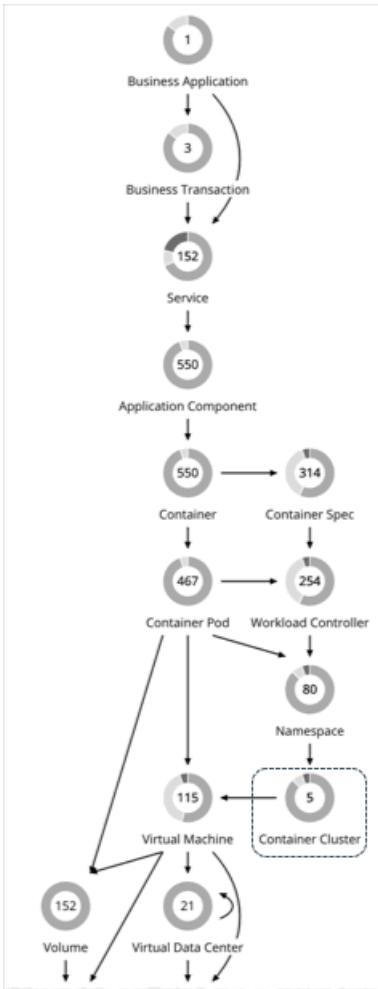 1
Business Application
3
Business Transaction
152
Service
550
Application Component
550
314
Container
Container Spec
467
254
Container Pod
Workload Controller
80
Namespace
115
5
Virtual Machine
Container Cluster
152
21
Volume
Virtual Data Center